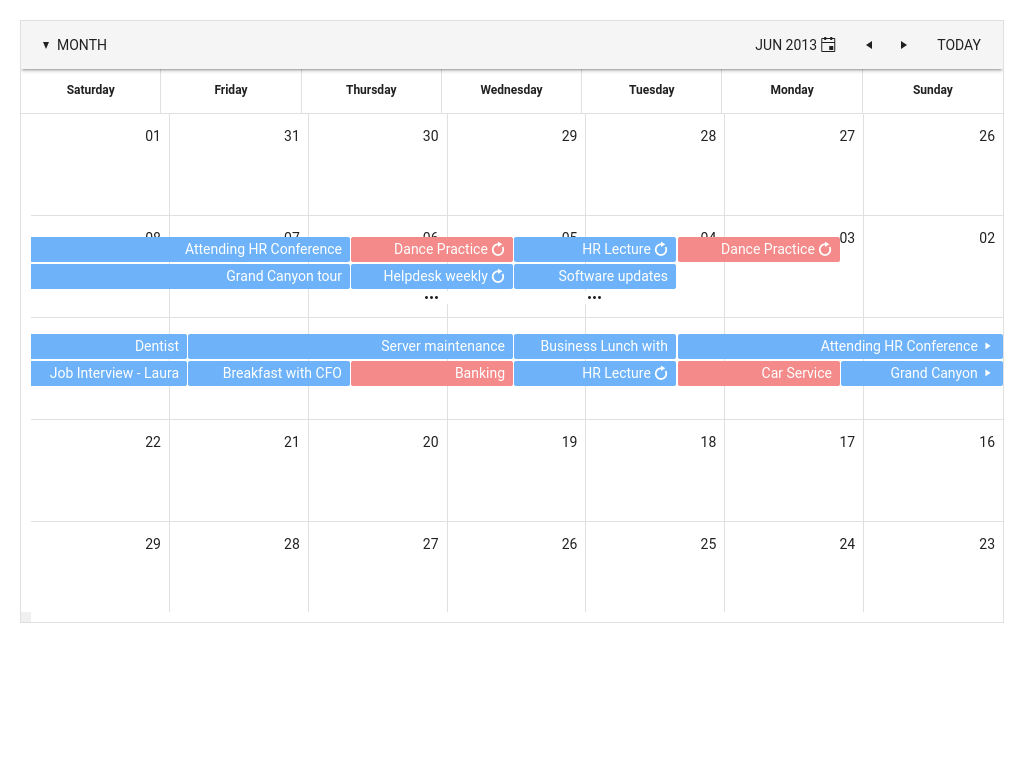 ▼ MONTH JUN 2013 ◀ ▶ TODAY
Saturday Friday Thursday Wednesday Tuesday Monday Sunday
01 31 30 29 28 27 26
08 07 06 05 04 03 02
Attending HR Conference Dance Practice HR Lecture Dance Practice
Grand Canyon tour Helpdesk weekly Software updates
•••  •••
Dentist Server maintenance Business Lunch with Attending HR Conference ▶
Job Interview - Laura Breakfast with CFO Banking HR Lecture Car Service Grand Canyon ▶
22 21 20 19 18 17 16
29 28 27 26 25 24 23